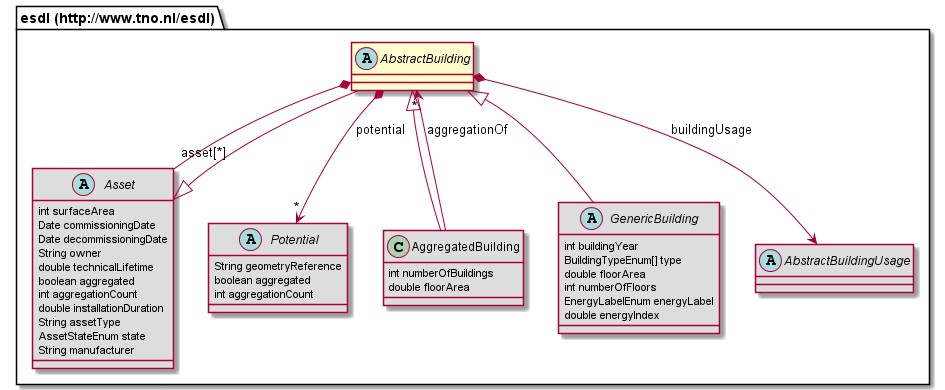 esdl (http://www.tno.nl/esdl)
A AbstractBuilding
potential
*
aggregationOf
buildingUsage
asset[*]
A Asset
int surfaceArea
Date commissioningDate
Date decommissioningDate
String owner
double technicalLifetime
boolean aggregated
int aggregationCount
double installationDuration
String assetType
AssetStateEnum state
String manufacturer
*
A Potential
String geometryReference
boolean aggregated
int aggregationCount
C AggregatedBuilding
int numberOfBuildings
double floorArea
A GenericBuilding
int buildingYear
BuildingTypeEnum[] type
double floorArea
int numberOfFloors
EnergyLabelEnum energyLabel
double energyIndex
A AbstractBuildingUsage